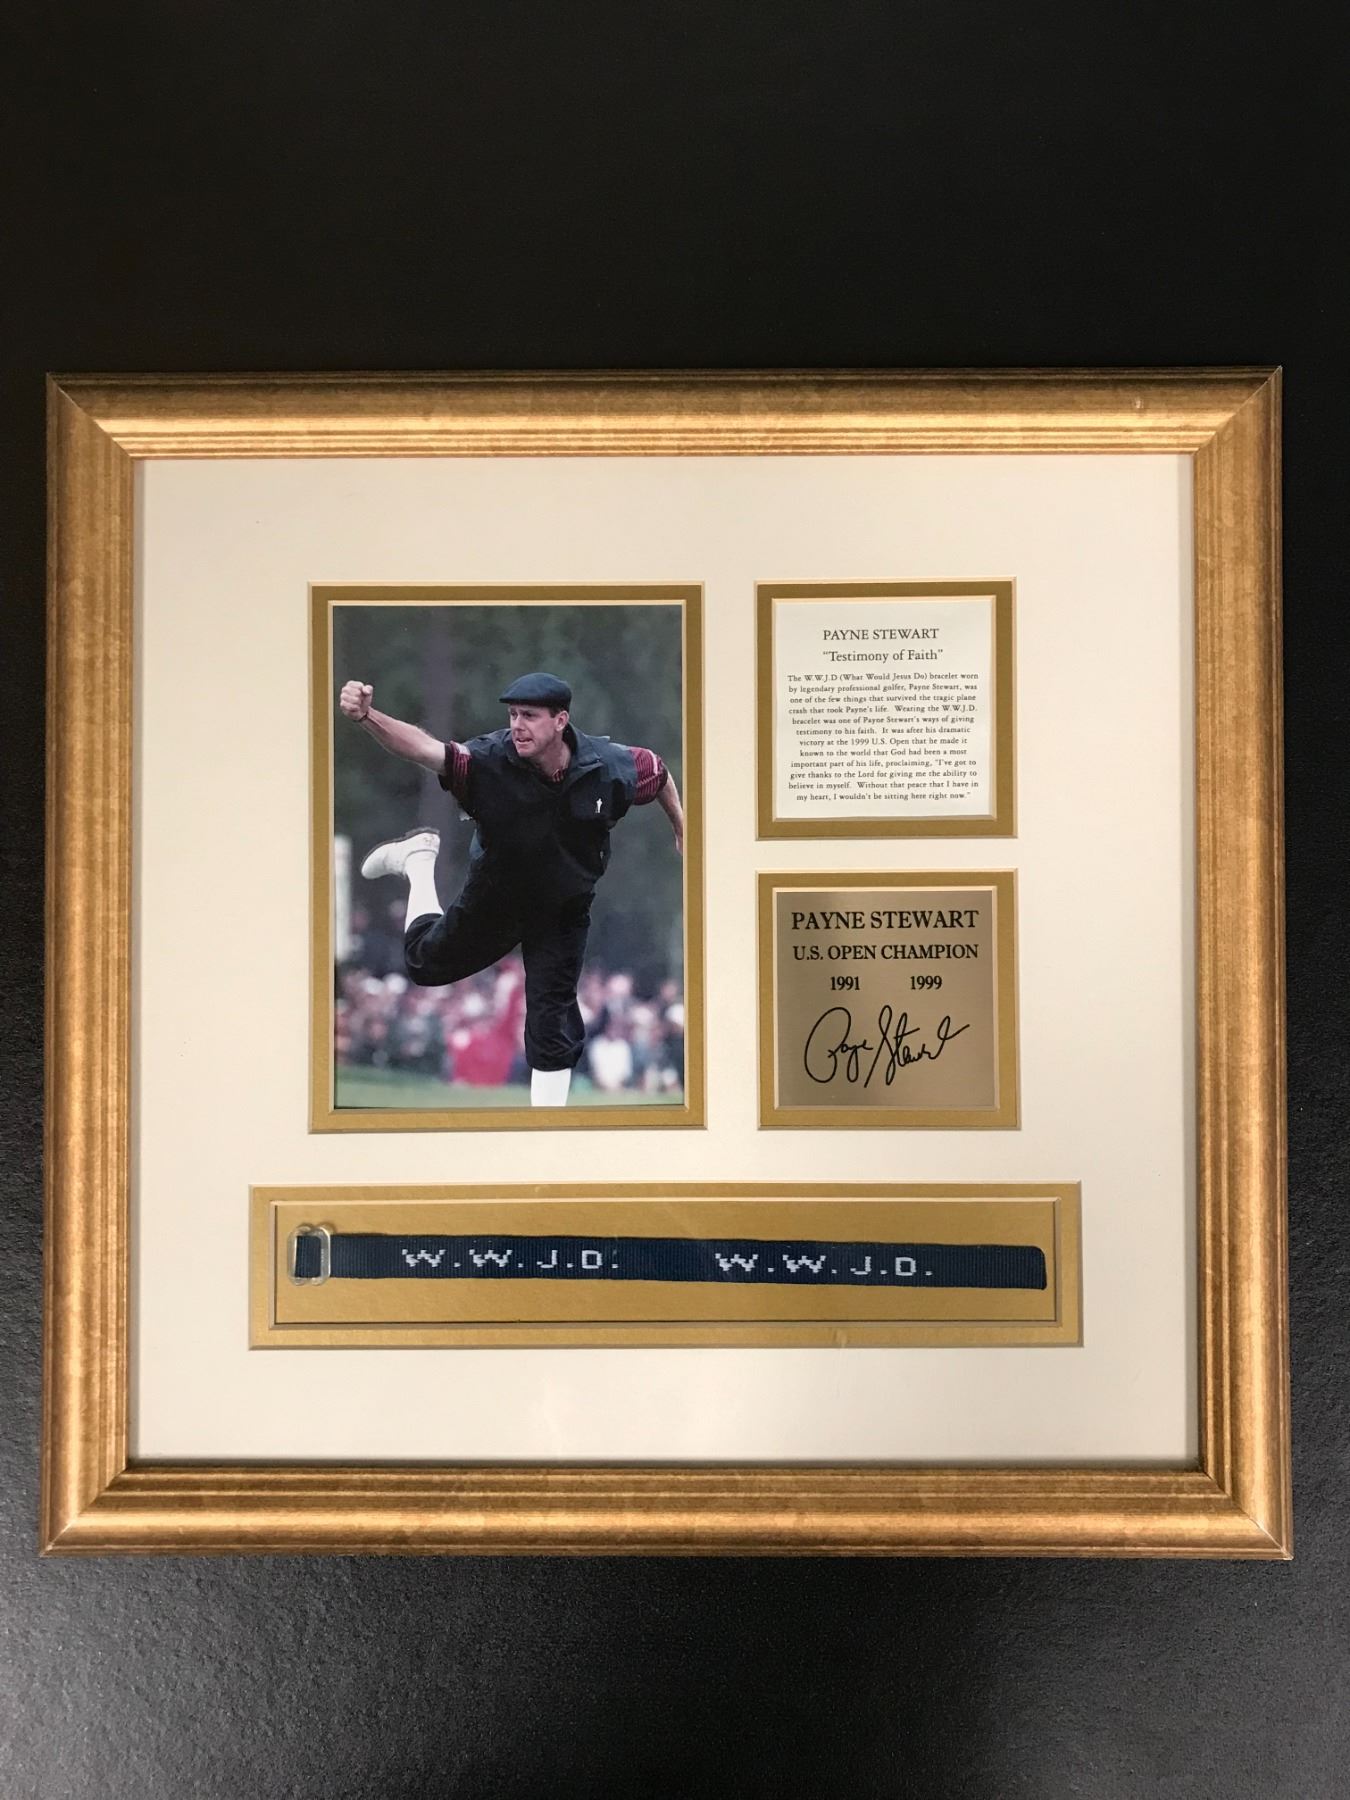 PAYNE STEWART
"Testimony of Faith"
The W.W.J.D (What Would Jesus Do) bracelet worn
by legendary professional golfer, Payne Stewart, was
one of the few things that survived the tragic plane
crash that took Payne's life. Wearing the W.W.J.D.
bracelet was one of Payne Stewart's ways of giving
testimony to his faith. It was after his dramatic
victory at the 1999 U.S. Open that he made it
known to the world that God had been a most
important part of his life, proclaiming, "I've got to
give thanks to the Lord for giving me the ability to
believe in myself. Without that peace that I have in
my heart, I wouldn't be sitting here right now."
PAYNE STEWART
U.S. OPEN CHAMPION
1991 1999
Payne Stewart
W.W.J.D. W.W.J.D.